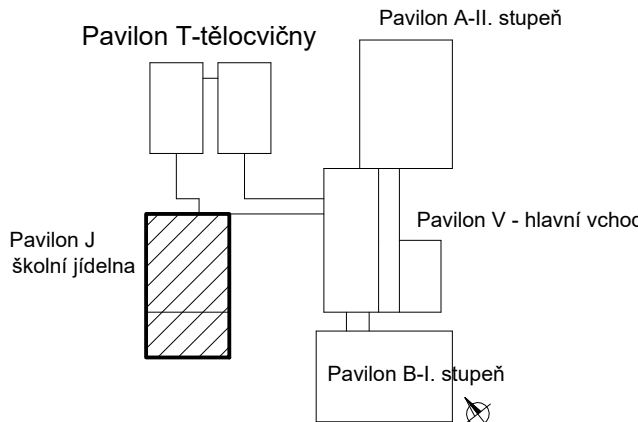 Pavilon A-II. stupeň
Pavilon T-tělocvičny
Pavilon V - hlavní vchod
Pavilon J
školní jídelna
Pavilon B-I. stupeň